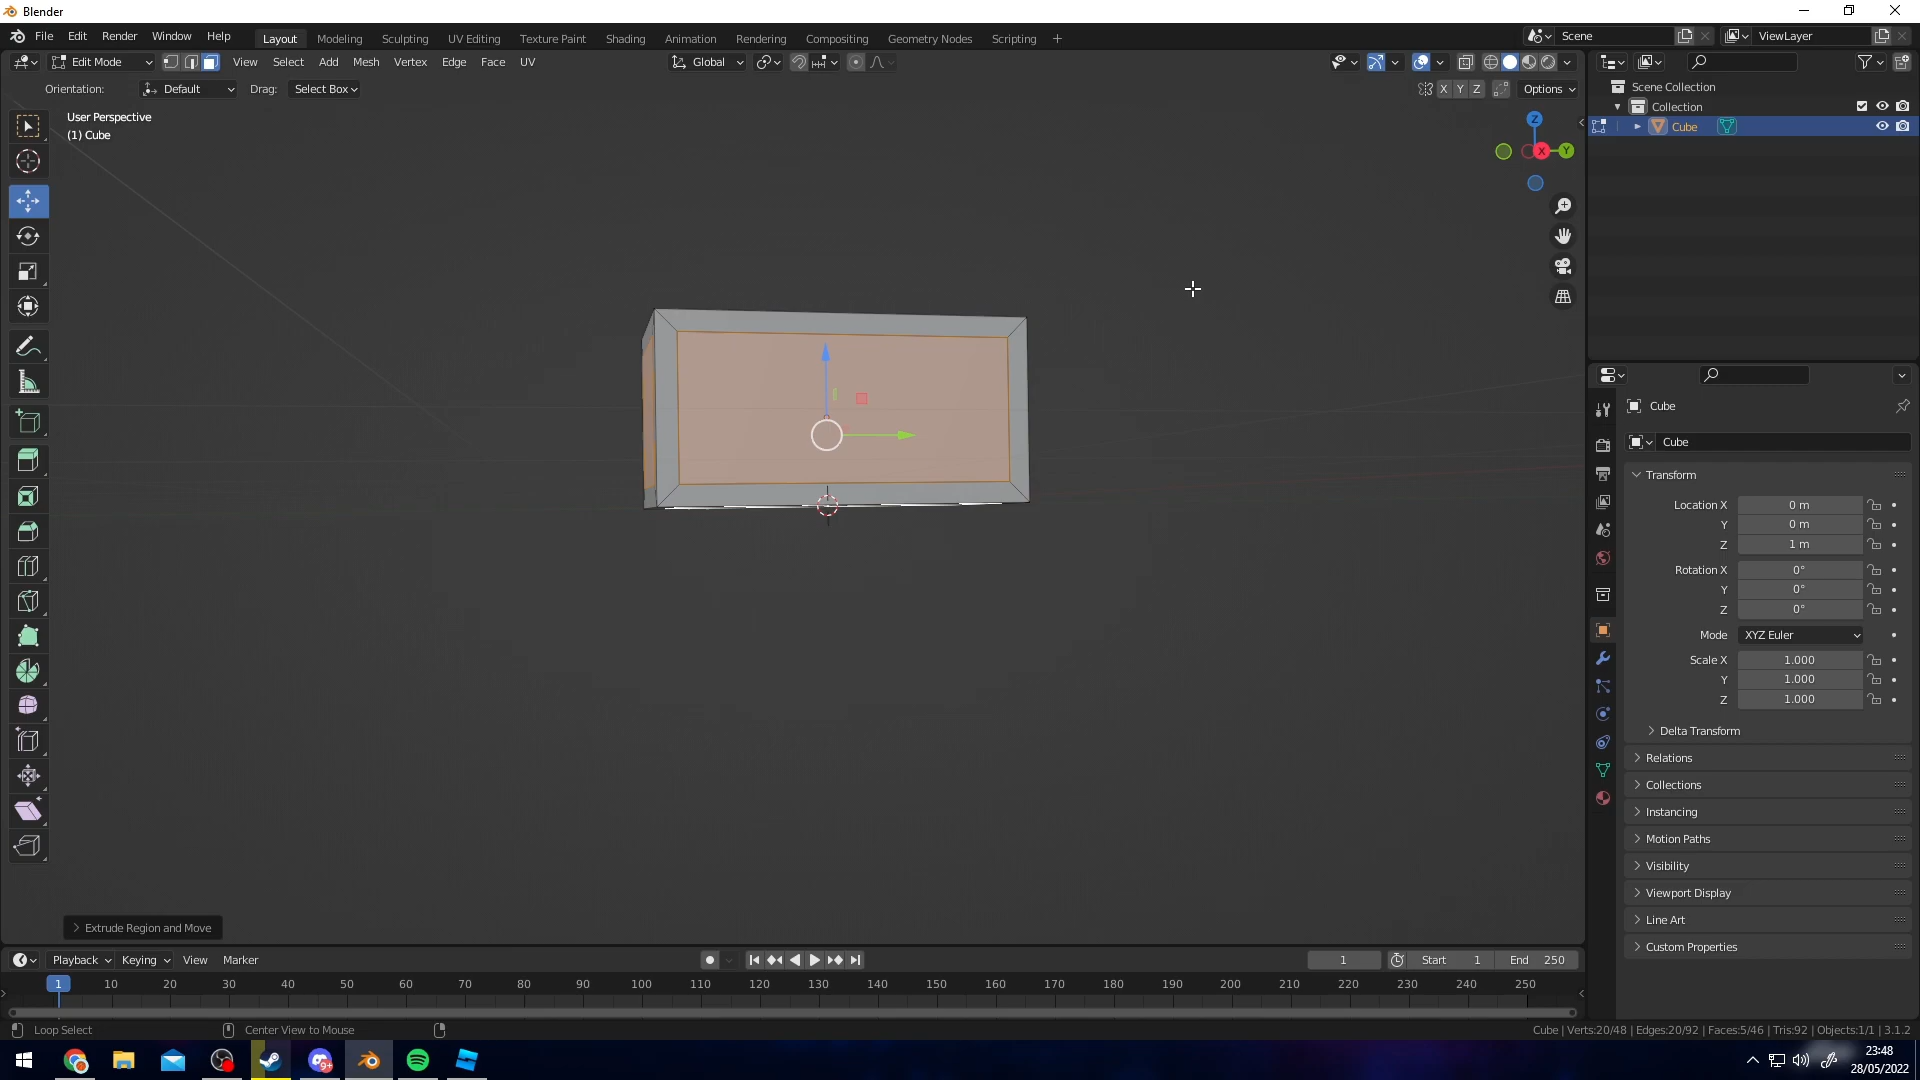 Blender
File Edit Render Window Help
Layout Modeling Sculpting UV Editing Texture Paint Shading Animation Rendering Compositing Geometry Nodes Scripting +
Scene
ViewLayer
Edit Mode View Select Add Mesh Vertex Edge Face UV
Global
Orientation: Default Drag: Select Box
X Y Z Options
User Perspective
(1) Cube
Z
X
Y
Scene Collection
Collection
Cube
Cube
Cube
Transform
Location X 0 m
Y 0 m
Z 1 m
Rotation X 0°
Y 0°
Z 0°
Mode XYZ Euler
Scale X 1.000
Y 1.000
Z 1.000
Delta Transform
Relations
Collections
Instancing
Motion Paths
Visibility
Viewport Display
Line Art
Custom Properties
Extrude Region and Move
Playback Keying View Marker
1 Start 1 End 250
1 10 20 30 40 50 60 70 80 90 100 110 120 130 140 150 160 170 180 190 200 210 220 230 240 250
Loop Select Center View to Mouse
Cube | Verts:20/48 | Edges:20/92 | Faces:5/46 | Tris:92 | Objects:1/1 | 3.1.2
9+
23:48
28/05/2022